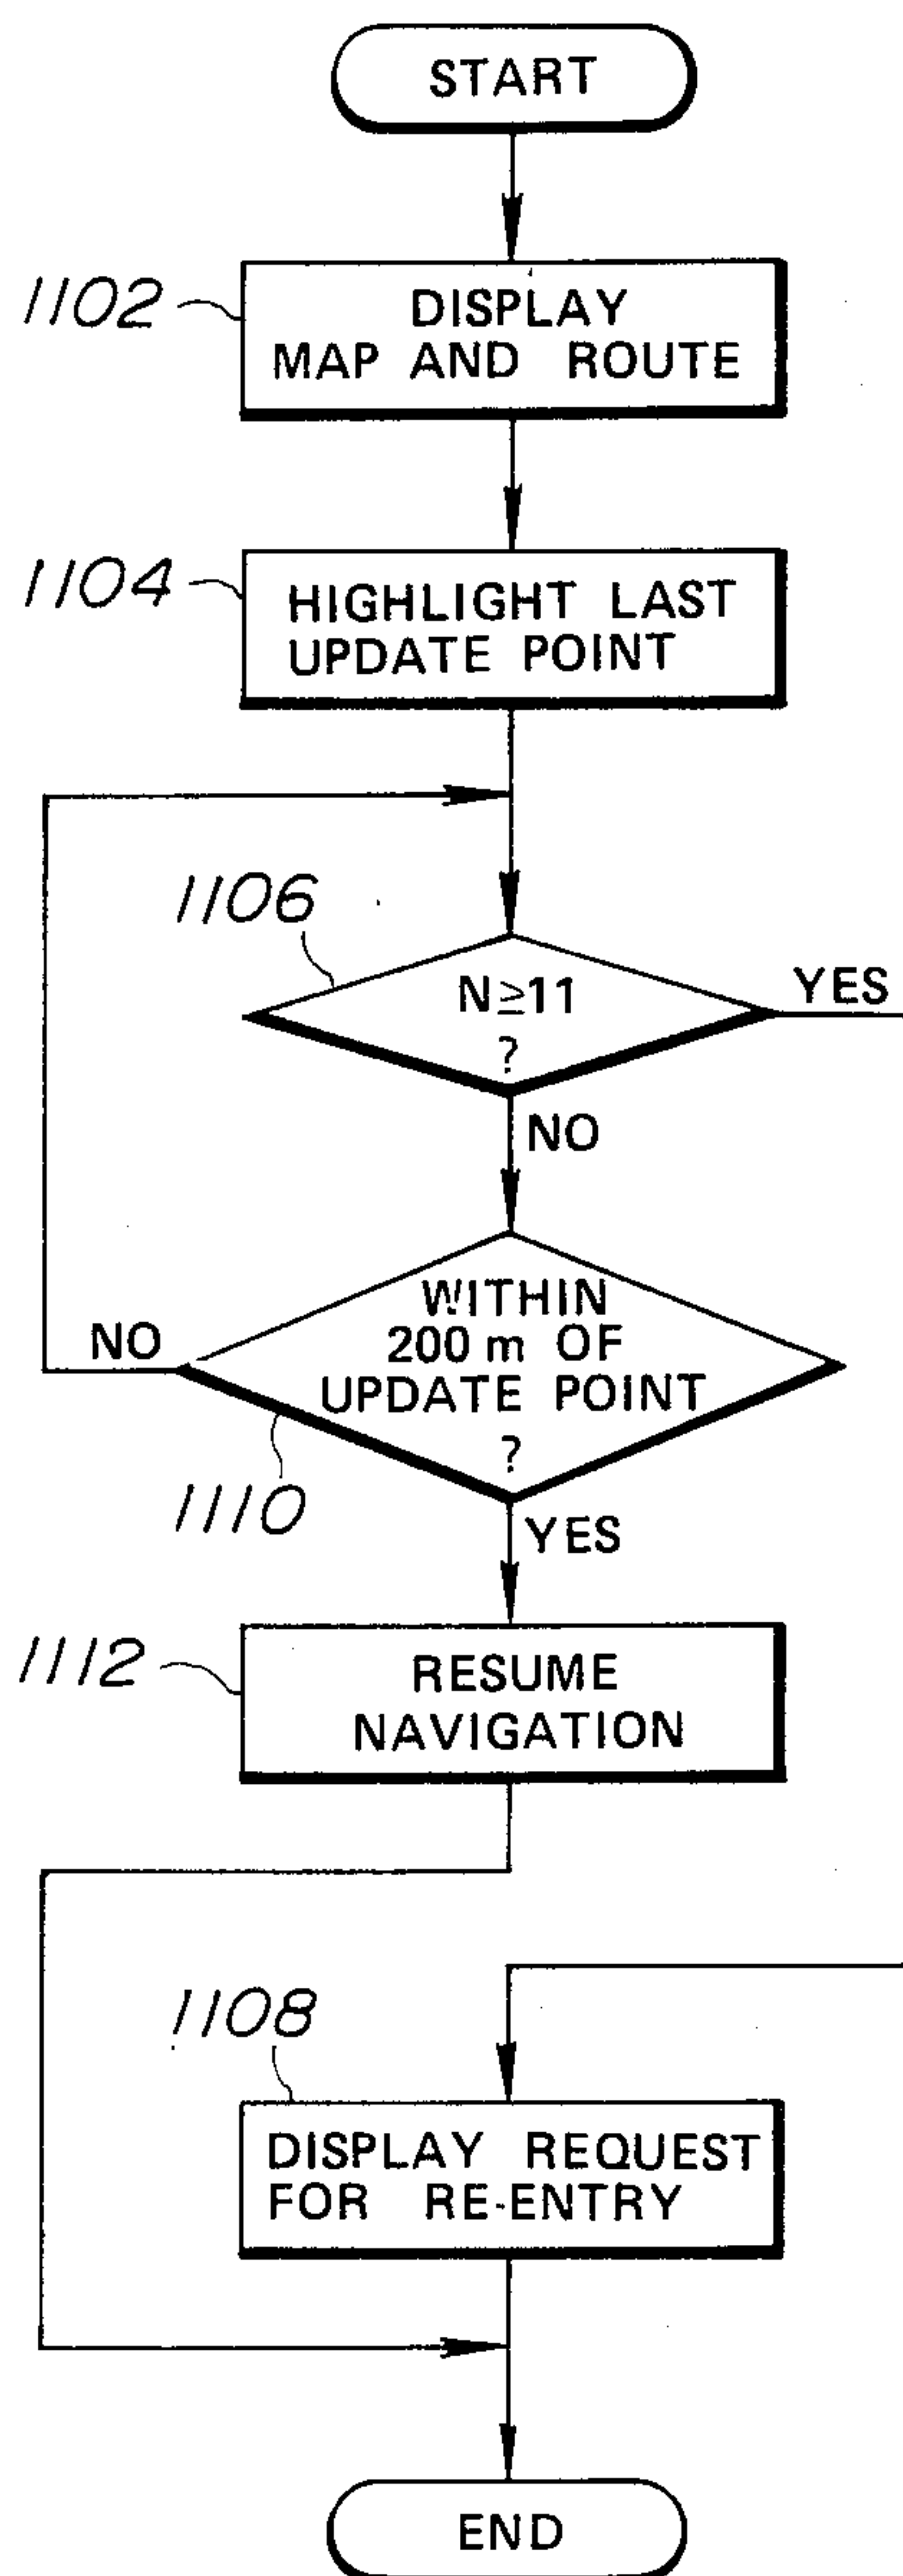 START
1102
DISPLAY
MAP AND ROUTE
1104
HIGHLIGHT LAST
UPDATE POINT
1106
N≥11
?
YES
NO
WITHIN
200 m OF
UPDATE POINT
?
NO
1110
YES
1112
RESUME
NAVIGATION
1108
DISPLAY REQUEST
FOR RE-ENTRY
END